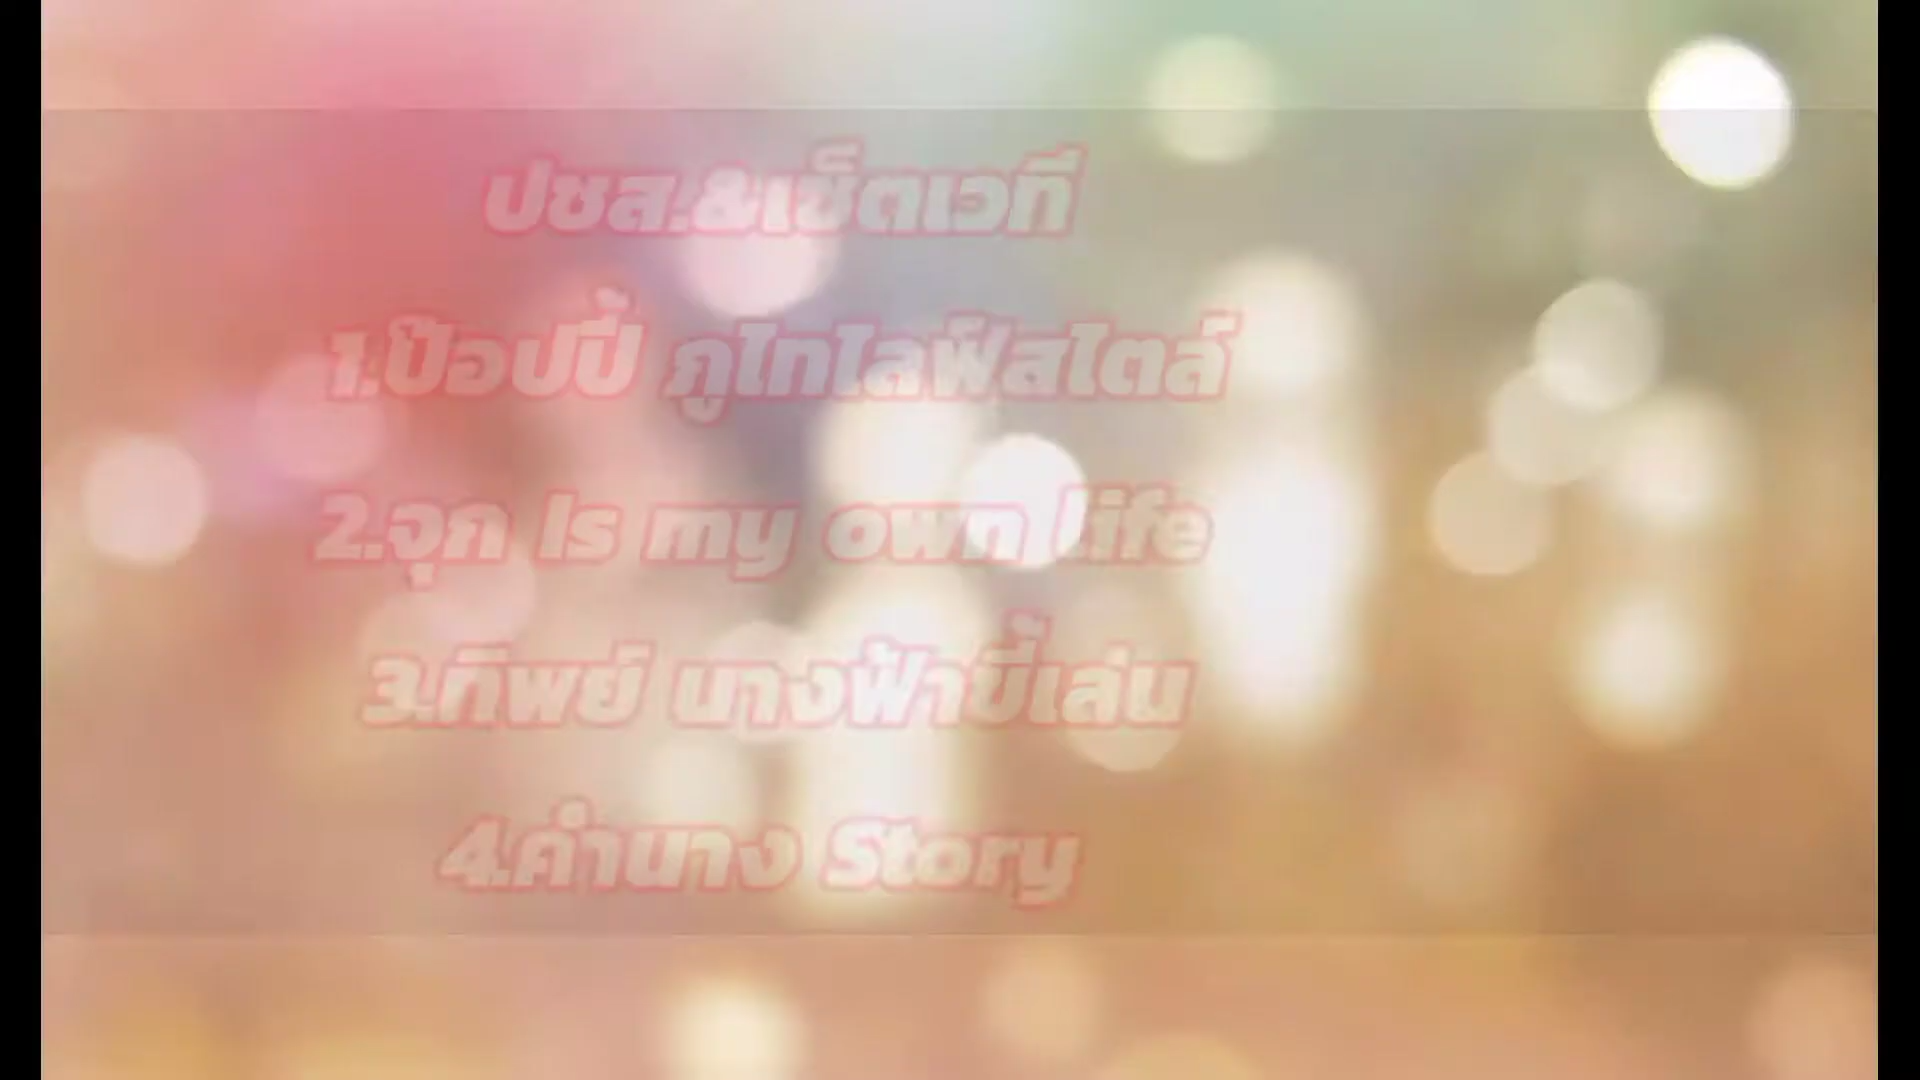 ปชส.&เซ็ตเวที
1.ป๊อปปี้ ภูไทไลฟ์สไตล์
2.จุก Is my own Life
3.ทิพย์ นางฟ้าขี้เล่น
4.คำนาง Story